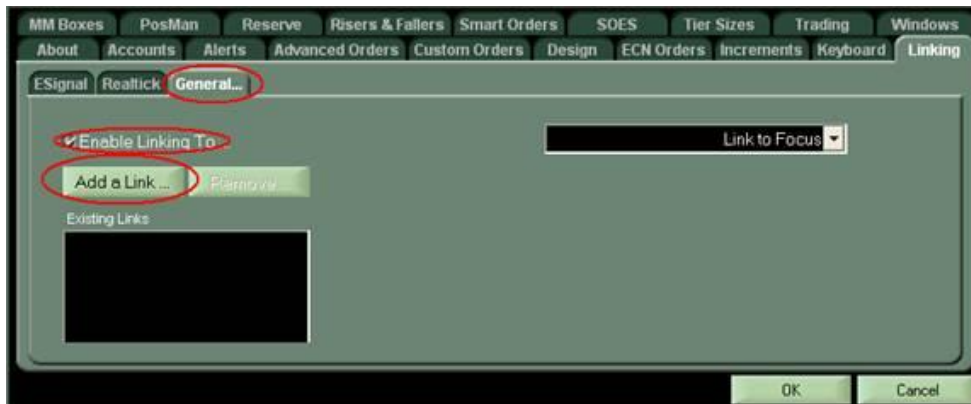 MM Boxes PosMan Reserve Risers & Fallers Smart Orders SOES Tier Sizes Trading Windows
About Accounts Alerts Advanced Orders Custom Orders Design ECN Orders Increments Keyboard Linking
ESignal Realtick General...
Enable Linking To Link to Focus
Add a Link ... Remove...
Existing Links
OK Cancel